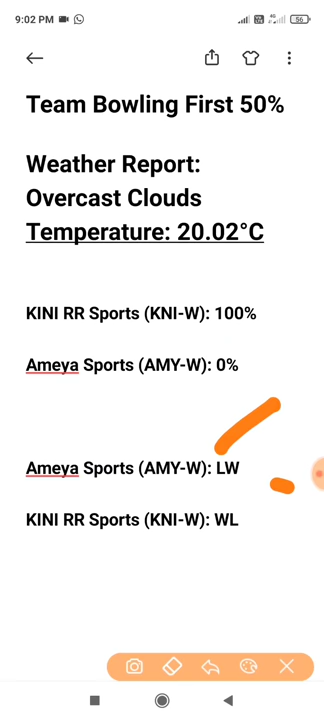 9:02 PM
56
Team Bowling First 50%
Weather Report:
Overcast Clouds
Temperature: 20.02°C
KINI RR Sports (KNI-W): 100%
Ameya Sports (AMY-W): 0%
Ameya Sports (AMY-W): LW
KINI RR Sports (KNI-W): WL